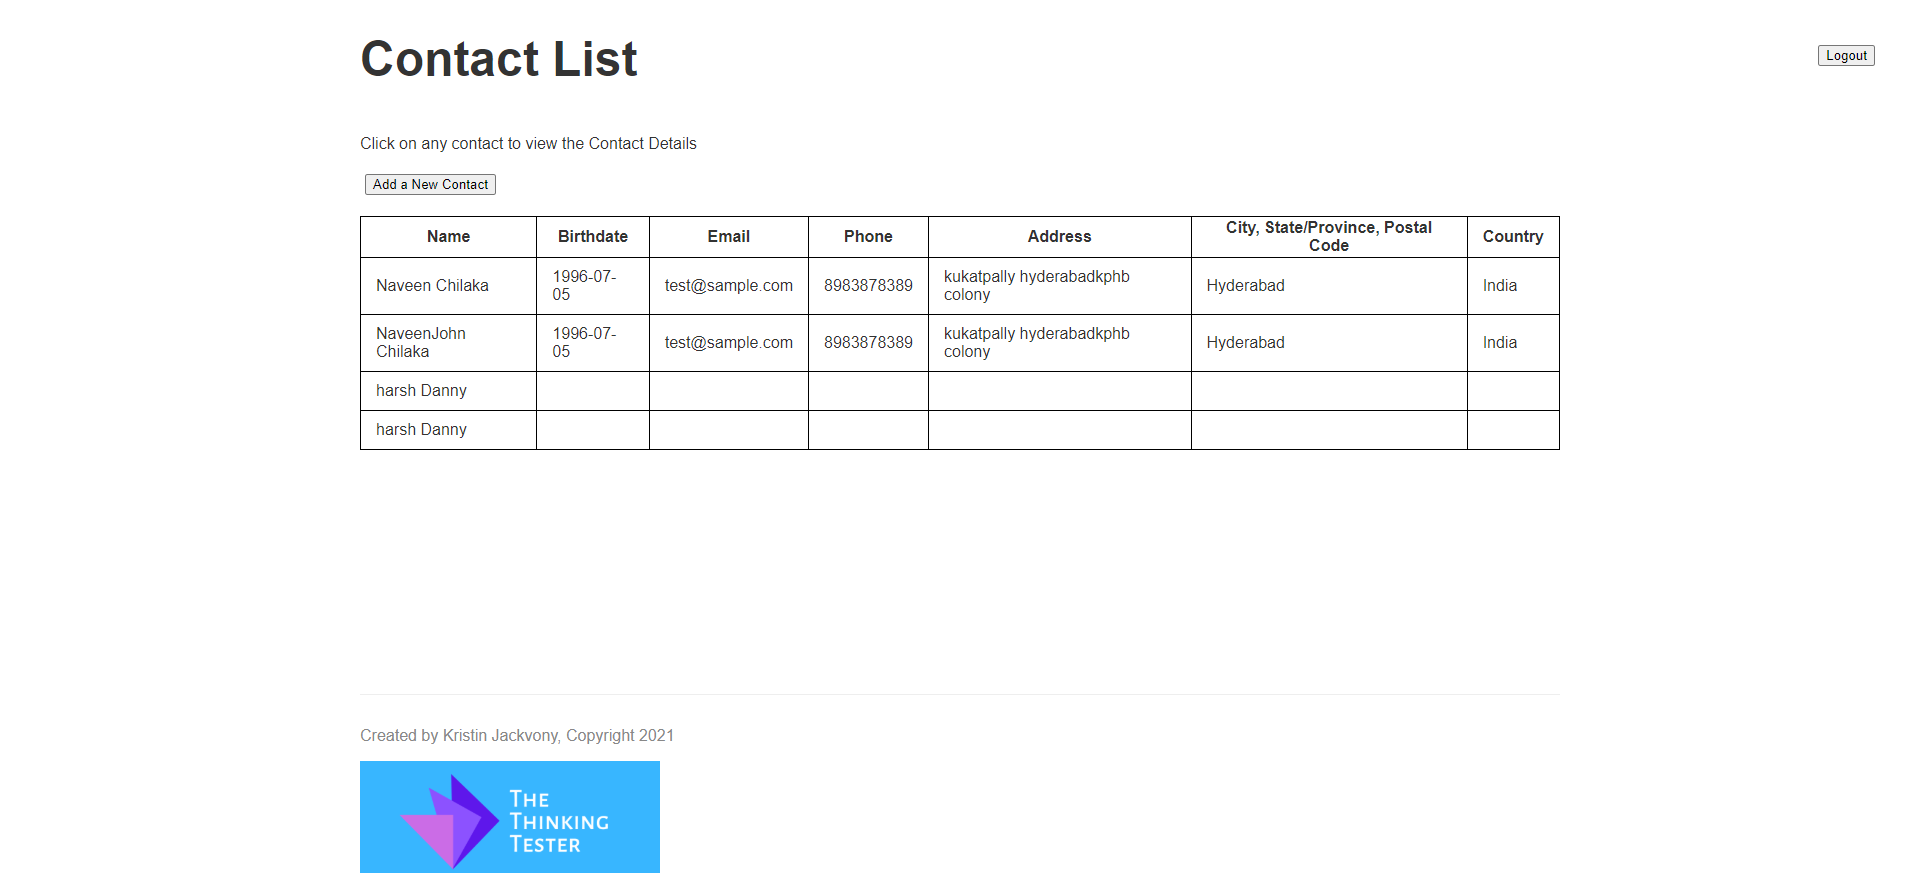 Contact List
Logout
Click on any contact to view the Contact Details
Add a New Contact
Name Birthdate Email Phone Address City, State/Province, Postal Code Country
Naveen Chilaka 1996-07-05 test@sample.com 8983878389 kukatpally hyderabadkphb colony Hyderabad India
NaveenJohn Chilaka 1996-07-05 test@sample.com 8983878389 kukatpally hyderabadkphb colony Hyderabad India
harsh Danny
harsh Danny
Created by Kristin Jackvony, Copyright 2021
THE
THINKING
TESTER